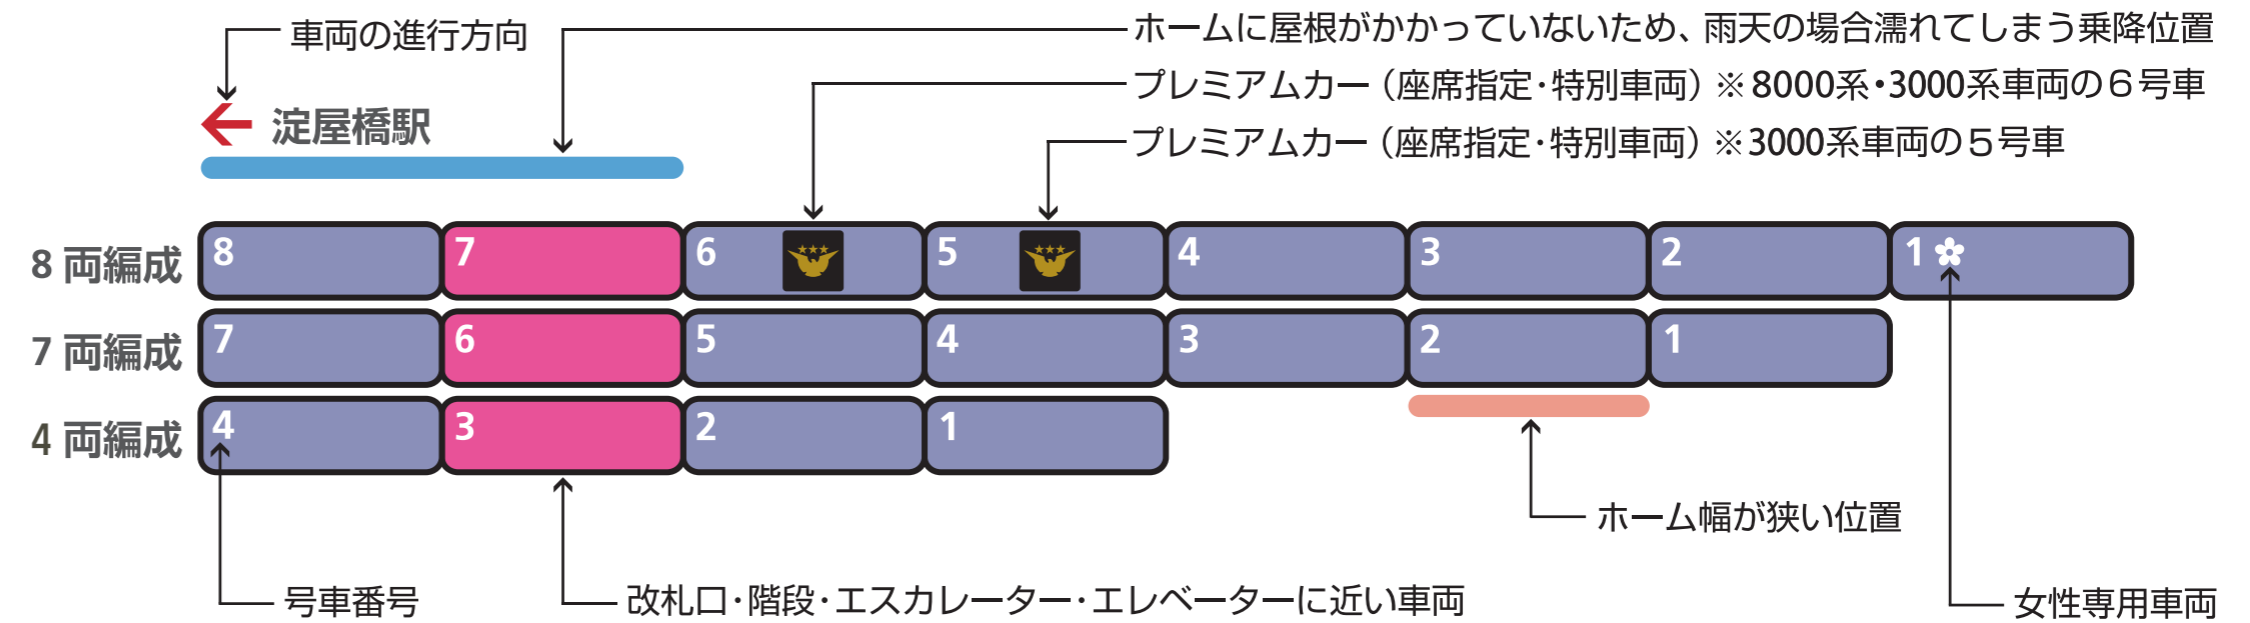 車両の進行方向
ホームに屋根がかかっていないため、雨天の場合濡れてしまう乗降位置
プレミアムカー（座席指定・特別車両）※8000系・3000系車両の６号車
淀屋橋駅
プレミアムカー（座席指定・特別車両）※3000系車両の５号車
8両編成 8 7 6 5 4 3 2 1
7両編成 7 6 5 4 3 2 1
4両編成 4 3 2 1
ホーム幅が狭い位置
号車番号
改札口・階段・エスカレーター・エレベーターに近い車両
女性専用車両